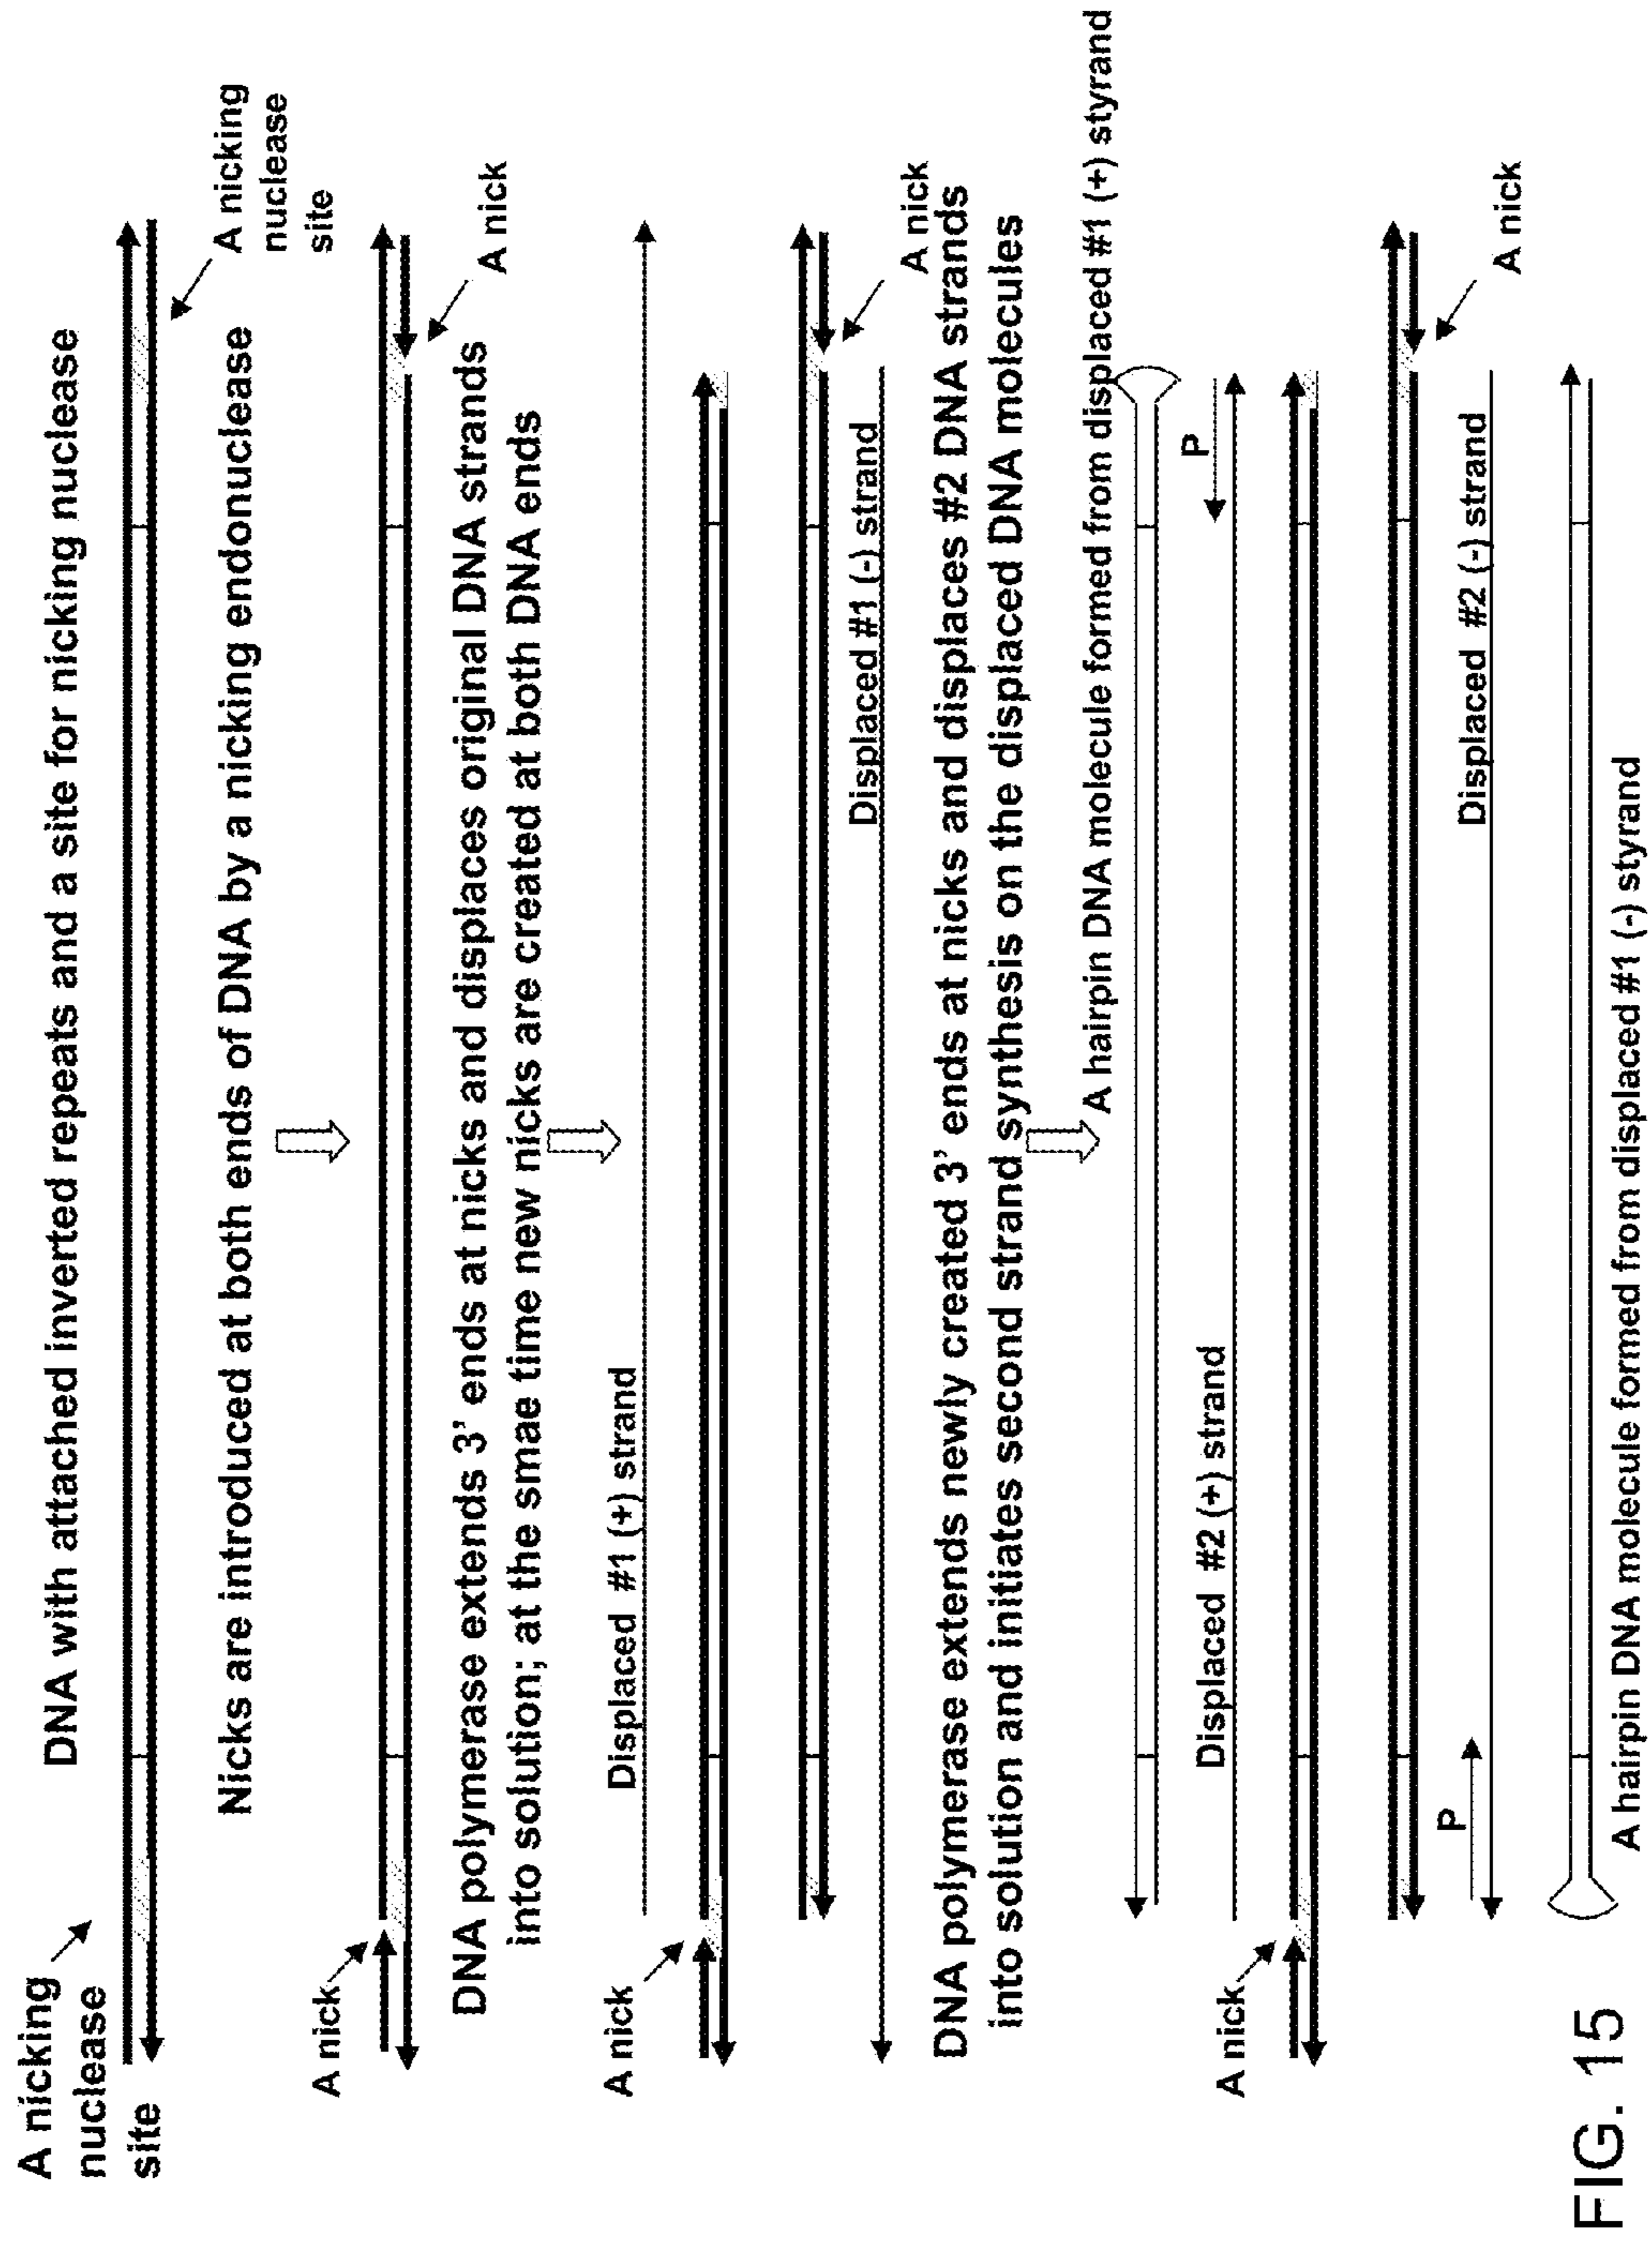 A nicking
nuclease
site
DNA with attached inverted repeats and a site for nicking nuclease
A nicking
nuclease
site
Nicks are introduced at both ends of DNA by a nicking endonuclease
A nick
A nick
DNA polymerase extends 3’ ends at nicks and displaces original DNA strands
into solution; at the smae time new nicks are created at both DNA ends
Displaced #1 (+) strand
A nick
A nick
Displaced #1 (-) strand
DNA polymerase extends newly created 3’ ends at nicks and displaces #2 DNA strands
into solution and initiates second strand synthesis on the displaced DNA molecules
A hairpin DNA molecule formed from displaced #1 (+) styrand
P
Displaced #2 (+) strand
A nick
A nick
P
Displaced #2 (-) strand
A hairpin DNA molecule formed from displaced #1 (-) styrand
FIG. 15